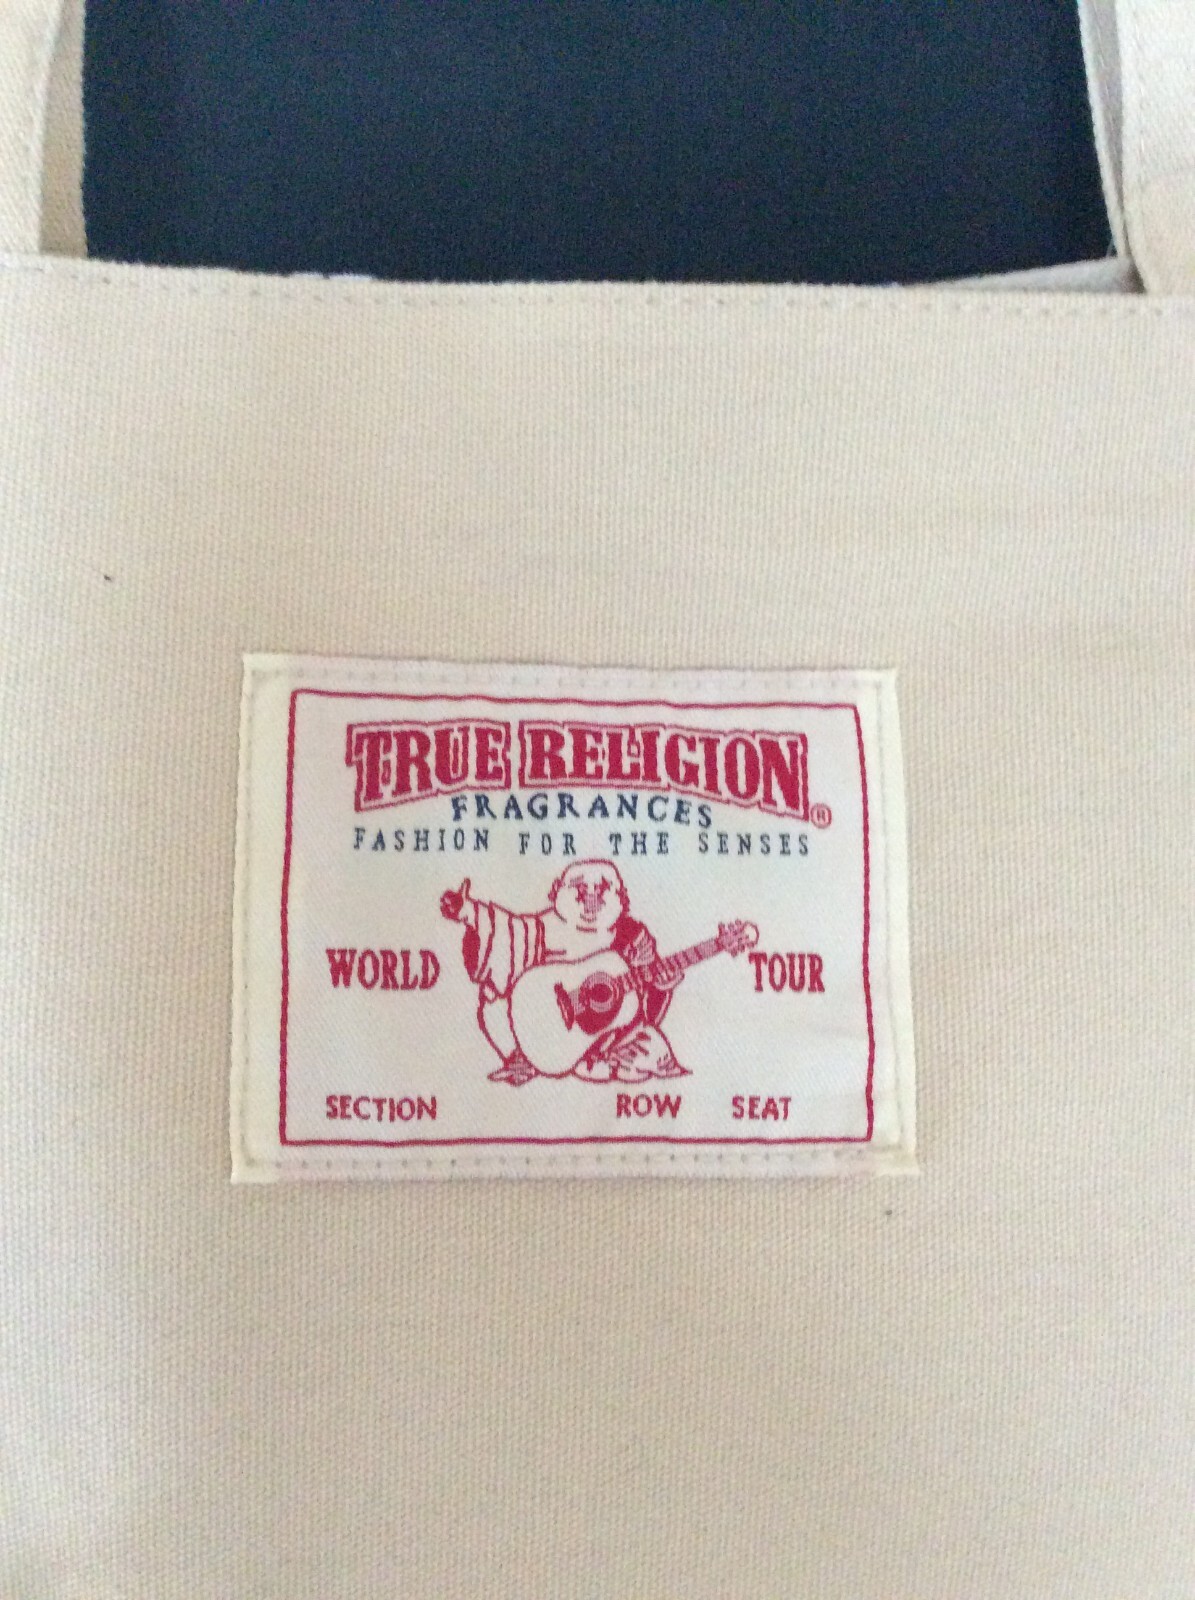 TRUE RELIGION®
FRAGRANCES
FASHION FOR THE SENSES
WORLD TOUR
SECTION ROW SEAT